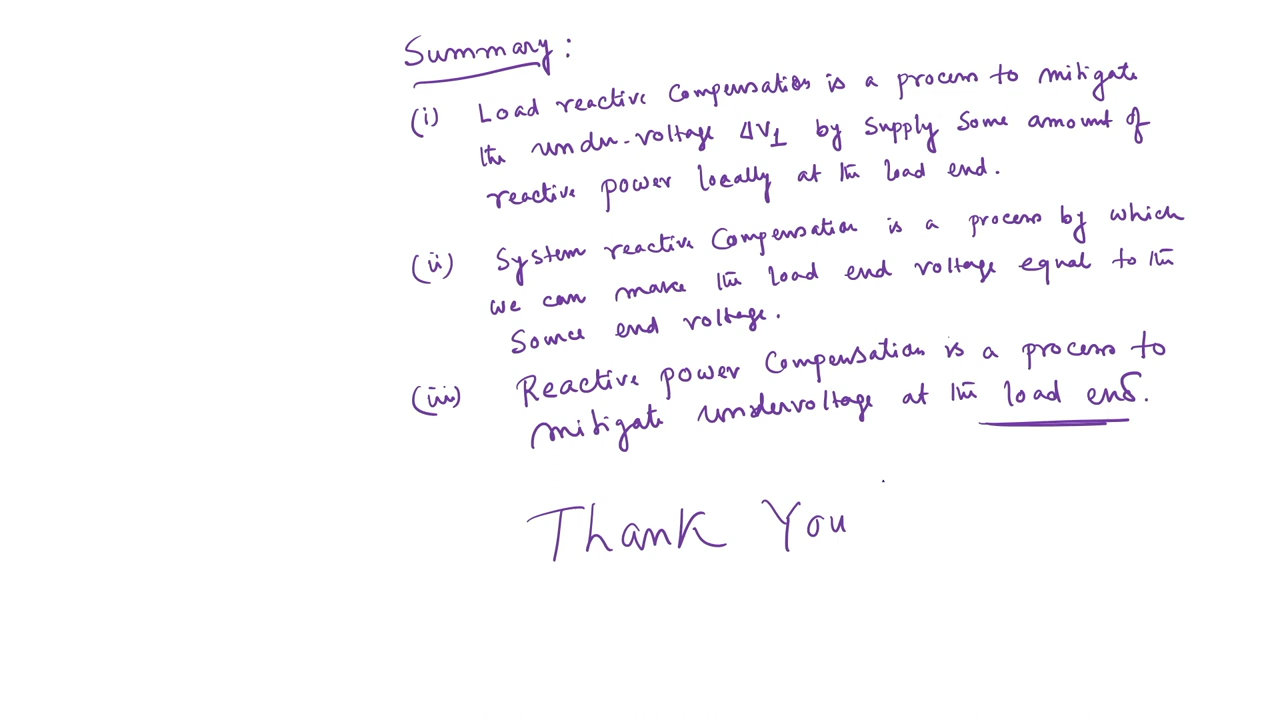 Summary:
(i) Load reactive Compensation is a process to mitigate
the under-voltage ΔV₁ by supply some amount of
reactive power locally at the load end.
(ii) System reactive Compensation is a process by which
we can make the load end voltage equal to the
Source end voltage.
(iii) Reactive power Compensation is a process to
mitigate undervoltage at the load end.
Thank You